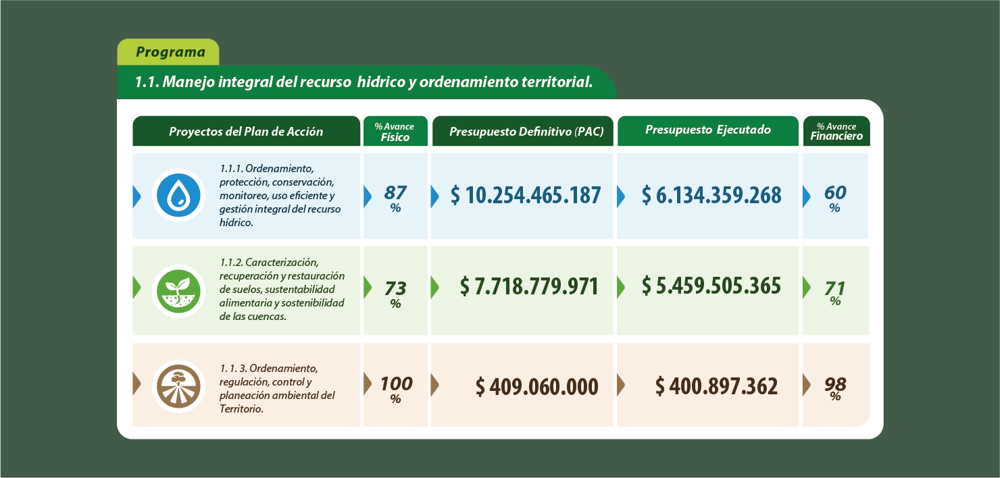 Programa
1.1. Manejo integral del recurso hidrico y ordenamiento territorial.
Proyectos del Plan de Acción
% Avance
Físico
Presupuesto Definitivo (PAC)
Presupuesto Ejecutado
% Avance
Financiero
1.1.1. Ordenamiento,
protección, conservación,
monitoreo, uso eficiente y
gestión integral del recurso
hídrico.
87
%
$ 10.254.465.187
$ 6.134.359.268
60
%
1.1.2. Caracterización,
recuperación y restauración
de suelos, sustentabilidad
alimentaria y sostenibilidad
de las cuencas.
73
%
$ 7.718.779.971
$ 5.459.505.365
71
%
1. 1. 3. Ordenamiento,
regulación, control y
planeación ambiental del
Territorio.
100
%
$ 409.060.000
$ 400.897.362
98
%